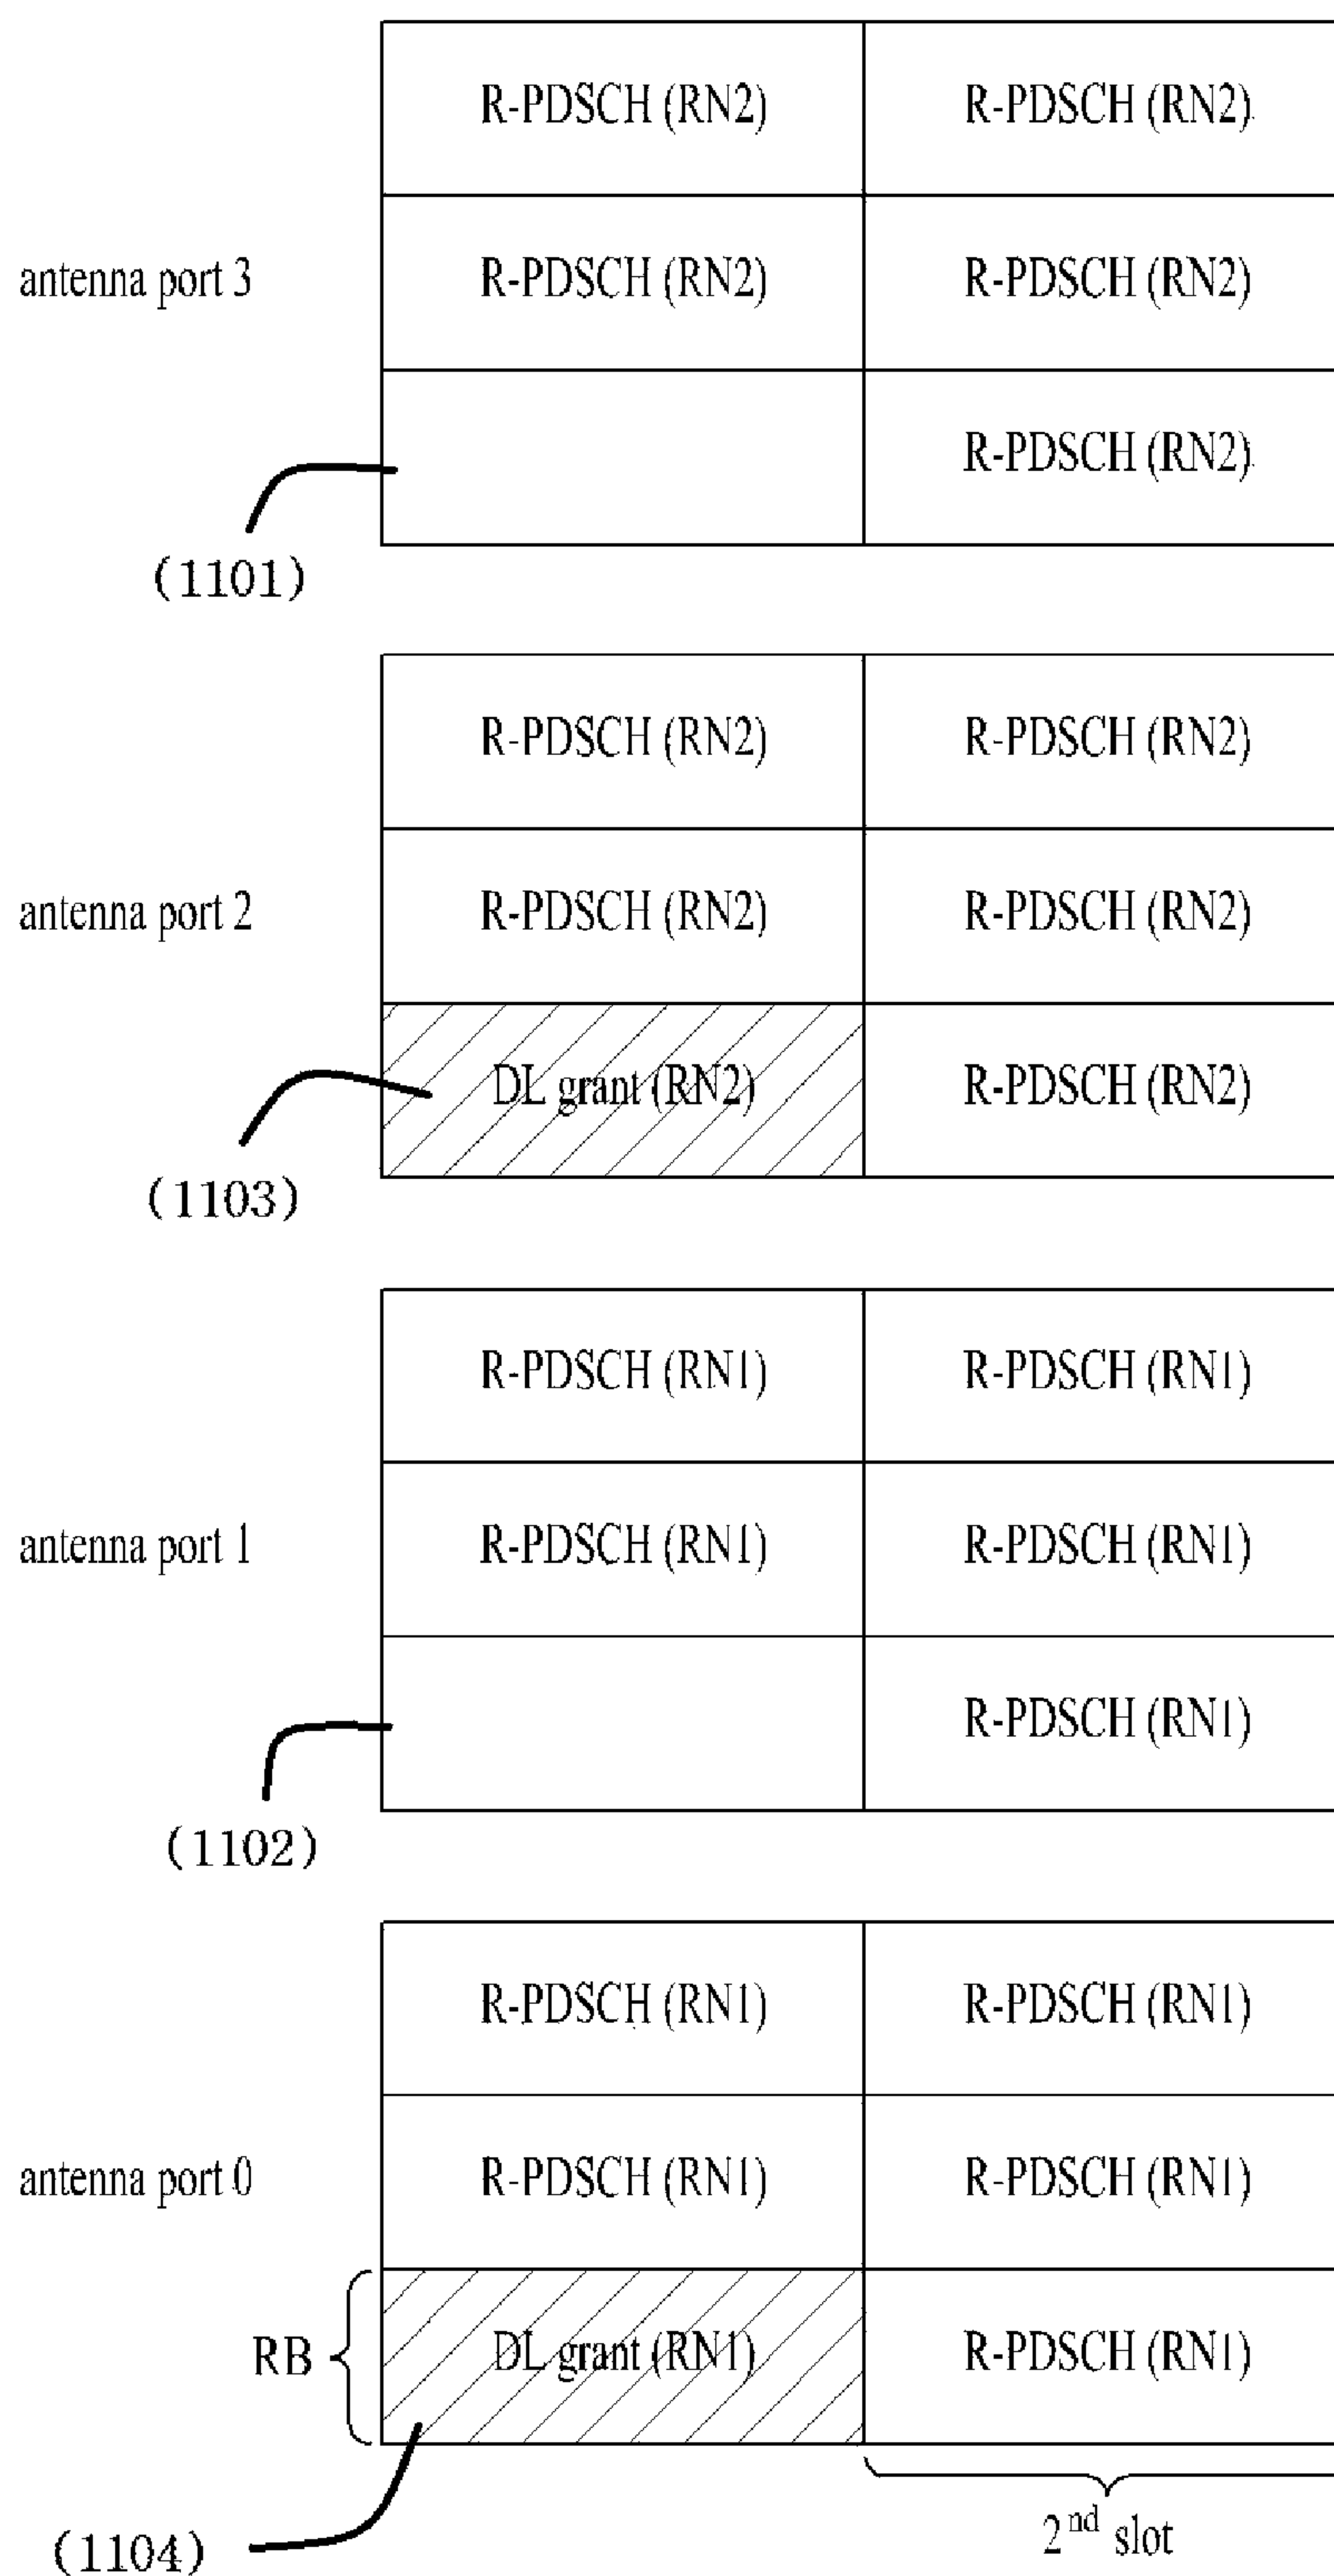 R-PDSCH (RN2) R-PDSCH (RN2)
antenna port 3 R-PDSCH (RN2) R-PDSCH (RN2)
R-PDSCH (RN2)
(1101)
R-PDSCH (RN2) R-PDSCH (RN2)
antenna port 2 R-PDSCH (RN2) R-PDSCH (RN2)
DL grant (RN2) R-PDSCH (RN2)
(1103)
R-PDSCH (RN1) R-PDSCH (RN1)
antenna port 1 R-PDSCH (RN1) R-PDSCH (RN1)
R-PDSCH (RN1)
(1102)
R-PDSCH (RN1) R-PDSCH (RN1)
antenna port 0 R-PDSCH (RN1) R-PDSCH (RN1)
RB DL grant (RN1) R-PDSCH (RN1)
2nd slot
(1104)